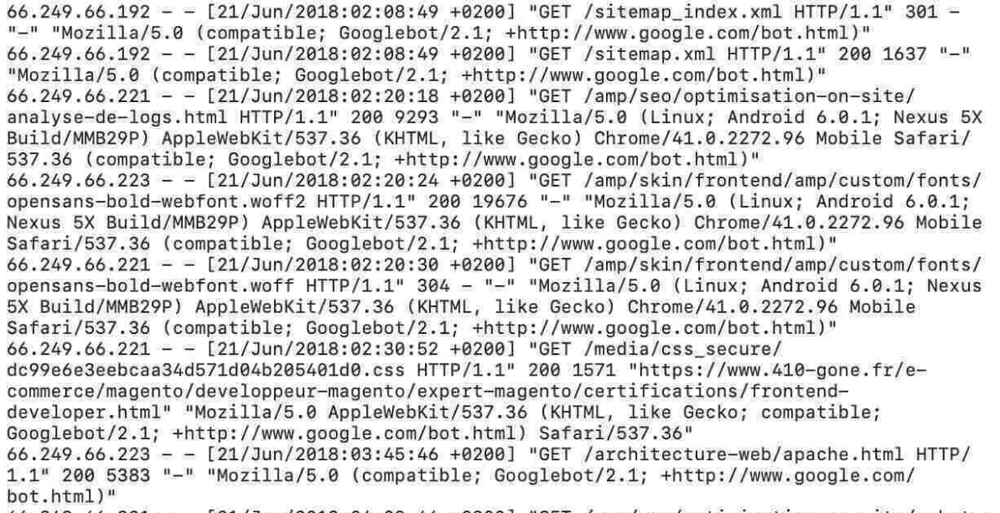 66.249.66.192 - - [21/Jun/2018:02:08:49 +0200] "GET /sitemap_index.xml HTTP/1.1" 301 -
"-" "Mozilla/5.0 (compatible; Googlebot/2.1; +http://www.google.com/bot.html)"
66.249.66.192 - - [21/Jun/2018:02:08:49 +0200] "GET /sitemap.xml HTTP/1.1" 200 1637 "-"
"Mozilla/5.0 (compatible; Googlebot/2.1; +http://www.google.com/bot.html)"
66.249.66.221 - - [21/Jun/2018:02:20:18 +0200] "GET /amp/seo/optimisation-on-site/
analyse-de-logs.html HTTP/1.1" 200 9293 "-" "Mozilla/5.0 (Linux; Android 6.0.1; Nexus 5X
Build/MMB29P) AppleWebKit/537.36 (KHTML, like Gecko) Chrome/41.0.2272.96 Mobile Safari/
537.36 (compatible; Googlebot/2.1; +http://www.google.com/bot.html)"
66.249.66.223 - - [21/Jun/2018:02:20:24 +0200] "GET /amp/skin/frontend/amp/custom/fonts/
opensans-bold-webfont.woff2 HTTP/1.1" 200 19676 "-" "Mozilla/5.0 (Linux; Android 6.0.1;
Nexus 5X Build/MMB29P) AppleWebKit/537.36 (KHTML, like Gecko) Chrome/41.0.2272.96 Mobile
Safari/537.36 (compatible; Googlebot/2.1; +http://www.google.com/bot.html)"
66.249.66.221 - - [21/Jun/2018:02:20:30 +0200] "GET /amp/skin/frontend/amp/custom/fonts/
opensans-bold-webfont.woff HTTP/1.1" 304 - "-" "Mozilla/5.0 (Linux; Android 6.0.1; Nexus
5X Build/MMB29P) AppleWebKit/537.36 (KHTML, like Gecko) Chrome/41.0.2272.96 Mobile
Safari/537.36 (compatible; Googlebot/2.1; +http://www.google.com/bot.html)"
66.249.66.221 - - [21/Jun/2018:02:30:52 +0200] "GET /media/css_secure/
dc99e6e3eebcaa34d571d04b205401d0.css HTTP/1.1" 200 1571 "https://www.410-gone.fr/e-
commerce/magento/developpeur-magento/expert-magento/certifications/frontend-
developer.html" "Mozilla/5.0 AppleWebKit/537.36 (KHTML, like Gecko; compatible;
Googlebot/2.1; +http://www.google.com/bot.html) Safari/537.36"
66.249.66.223 - - [21/Jun/2018:03:45:46 +0200] "GET /architecture-web/apache.html HTTP/
1.1" 200 5383 "-" "Mozilla/5.0 (compatible; Googlebot/2.1; +http://www.google.com/
bot.html)"